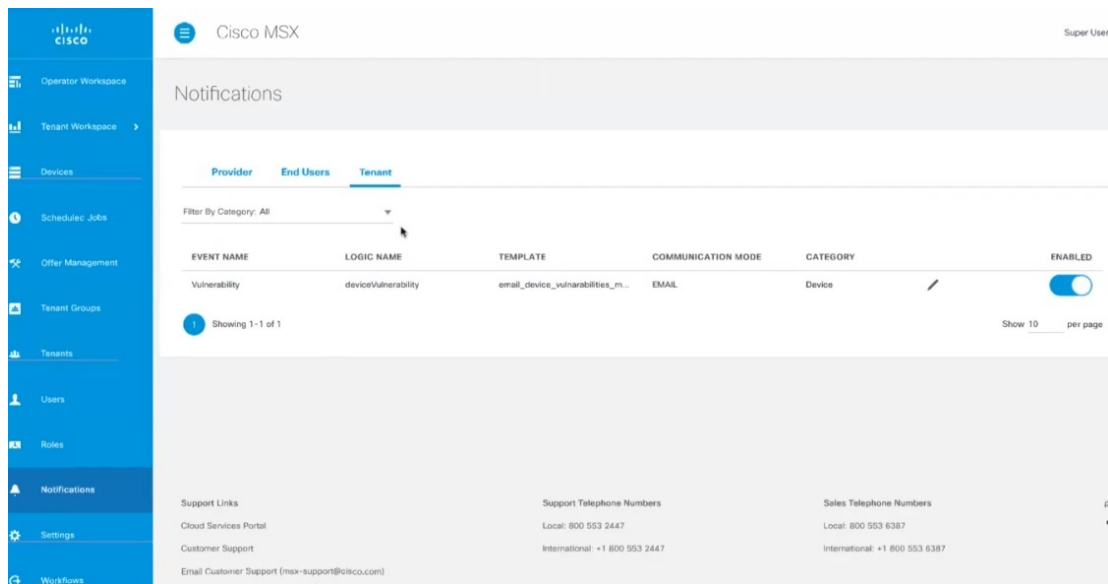 CISCO
Cisco MSX
Super User
Operator Workspace
Tenant Workspace
Devices
Scheduled Jobs
Offer Management
Tenant Groups
Tenants
Users
Roles
Notifications
Settings
Workflows
Notifications
Provider End Users Tenant
Filter By Category: All
EVENT NAME LOGIC NAME TEMPLATE COMMUNICATION MODE CATEGORY ENABLED
Vulnerability deviceVulnerability email_device_vulnarabilities_m... EMAIL Device
1 Showing 1-1 of 1
Show 10 per page
Support Links Support Telephone Numbers Sales Telephone Numbers
Cloud Services Portal Local: 800 553 2447 Local: 800 553 6387
Customer Support International: +1 800 553 2447 International: +1 800 553 6387
Email Customer Support (msx-support@cisco.com)